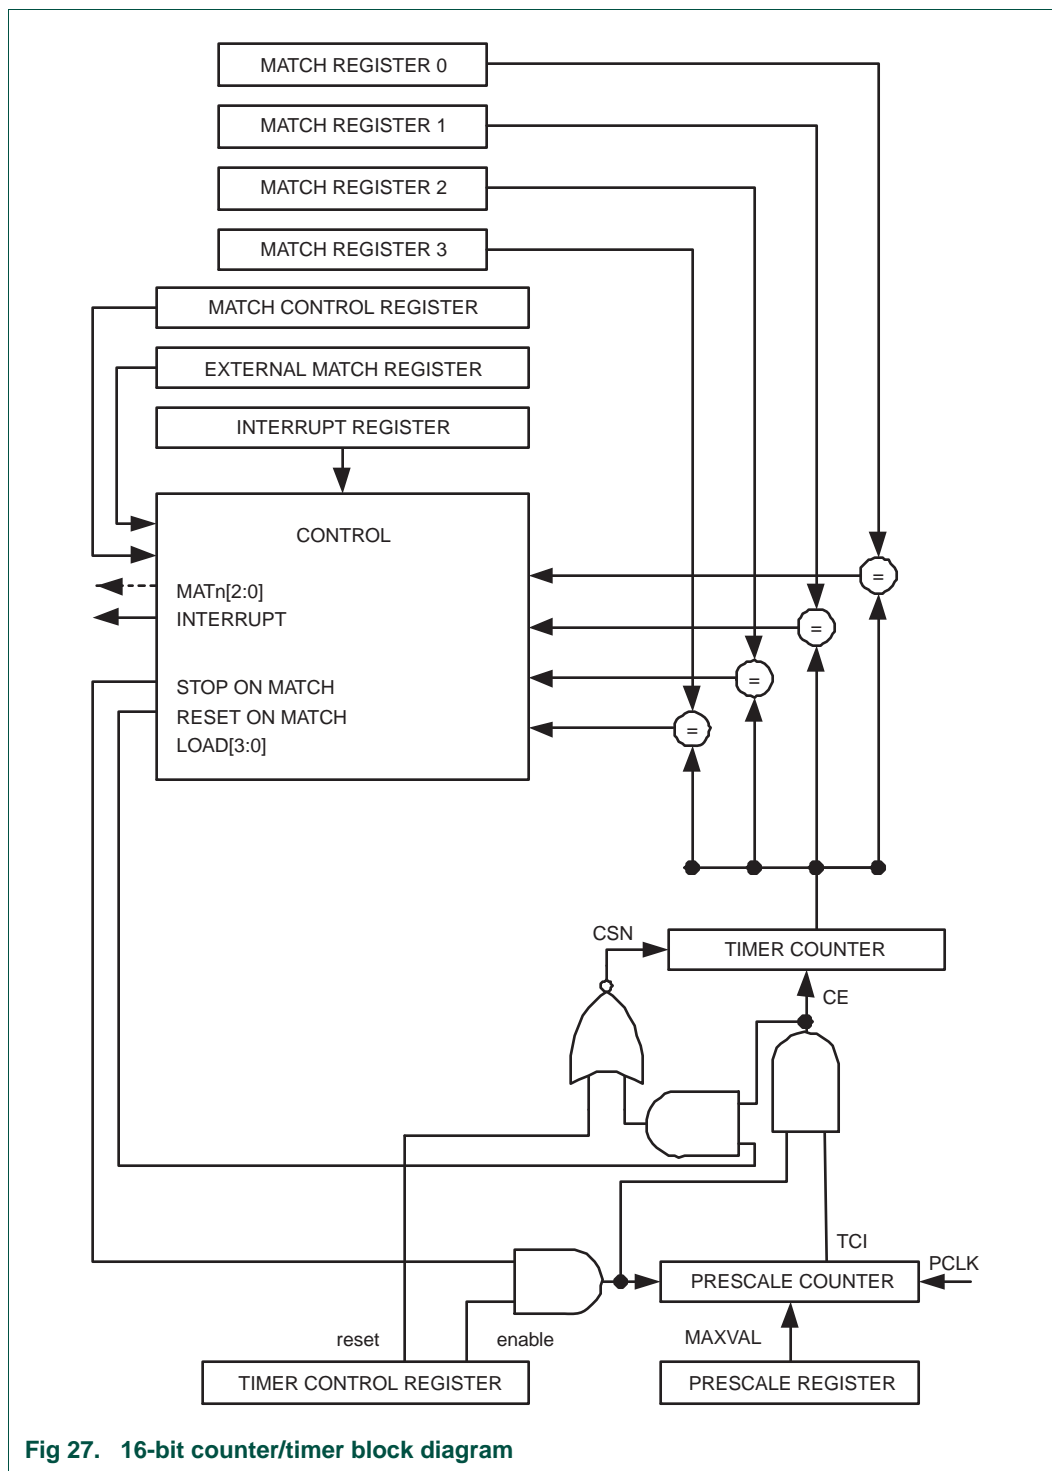 MATCH REGISTER 0
MATCH REGISTER 1
MATCH REGISTER 2
MATCH REGISTER 3
MATCH CONTROL REGISTER
EXTERNAL MATCH REGISTER
INTERRUPT REGISTER
CONTROL
MATn[2:0]
INTERRUPT
STOP ON MATCH
RESET ON MATCH
LOAD[3:0]
=
=
=
=
CSN
TIMER COUNTER
CE
TCI
PCLK
PRESCALE COUNTER
reset
enable
MAXVAL
TIMER CONTROL REGISTER
PRESCALE REGISTER
Fig 27. 16-bit counter/timer block diagram